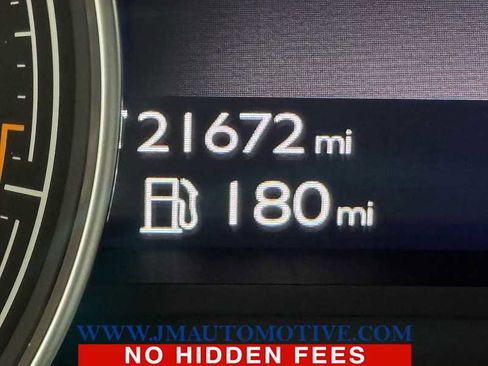 21672 mi
180 mi
WWW.JMAUTOMOTIVE.COM
NO HIDDEN FEES